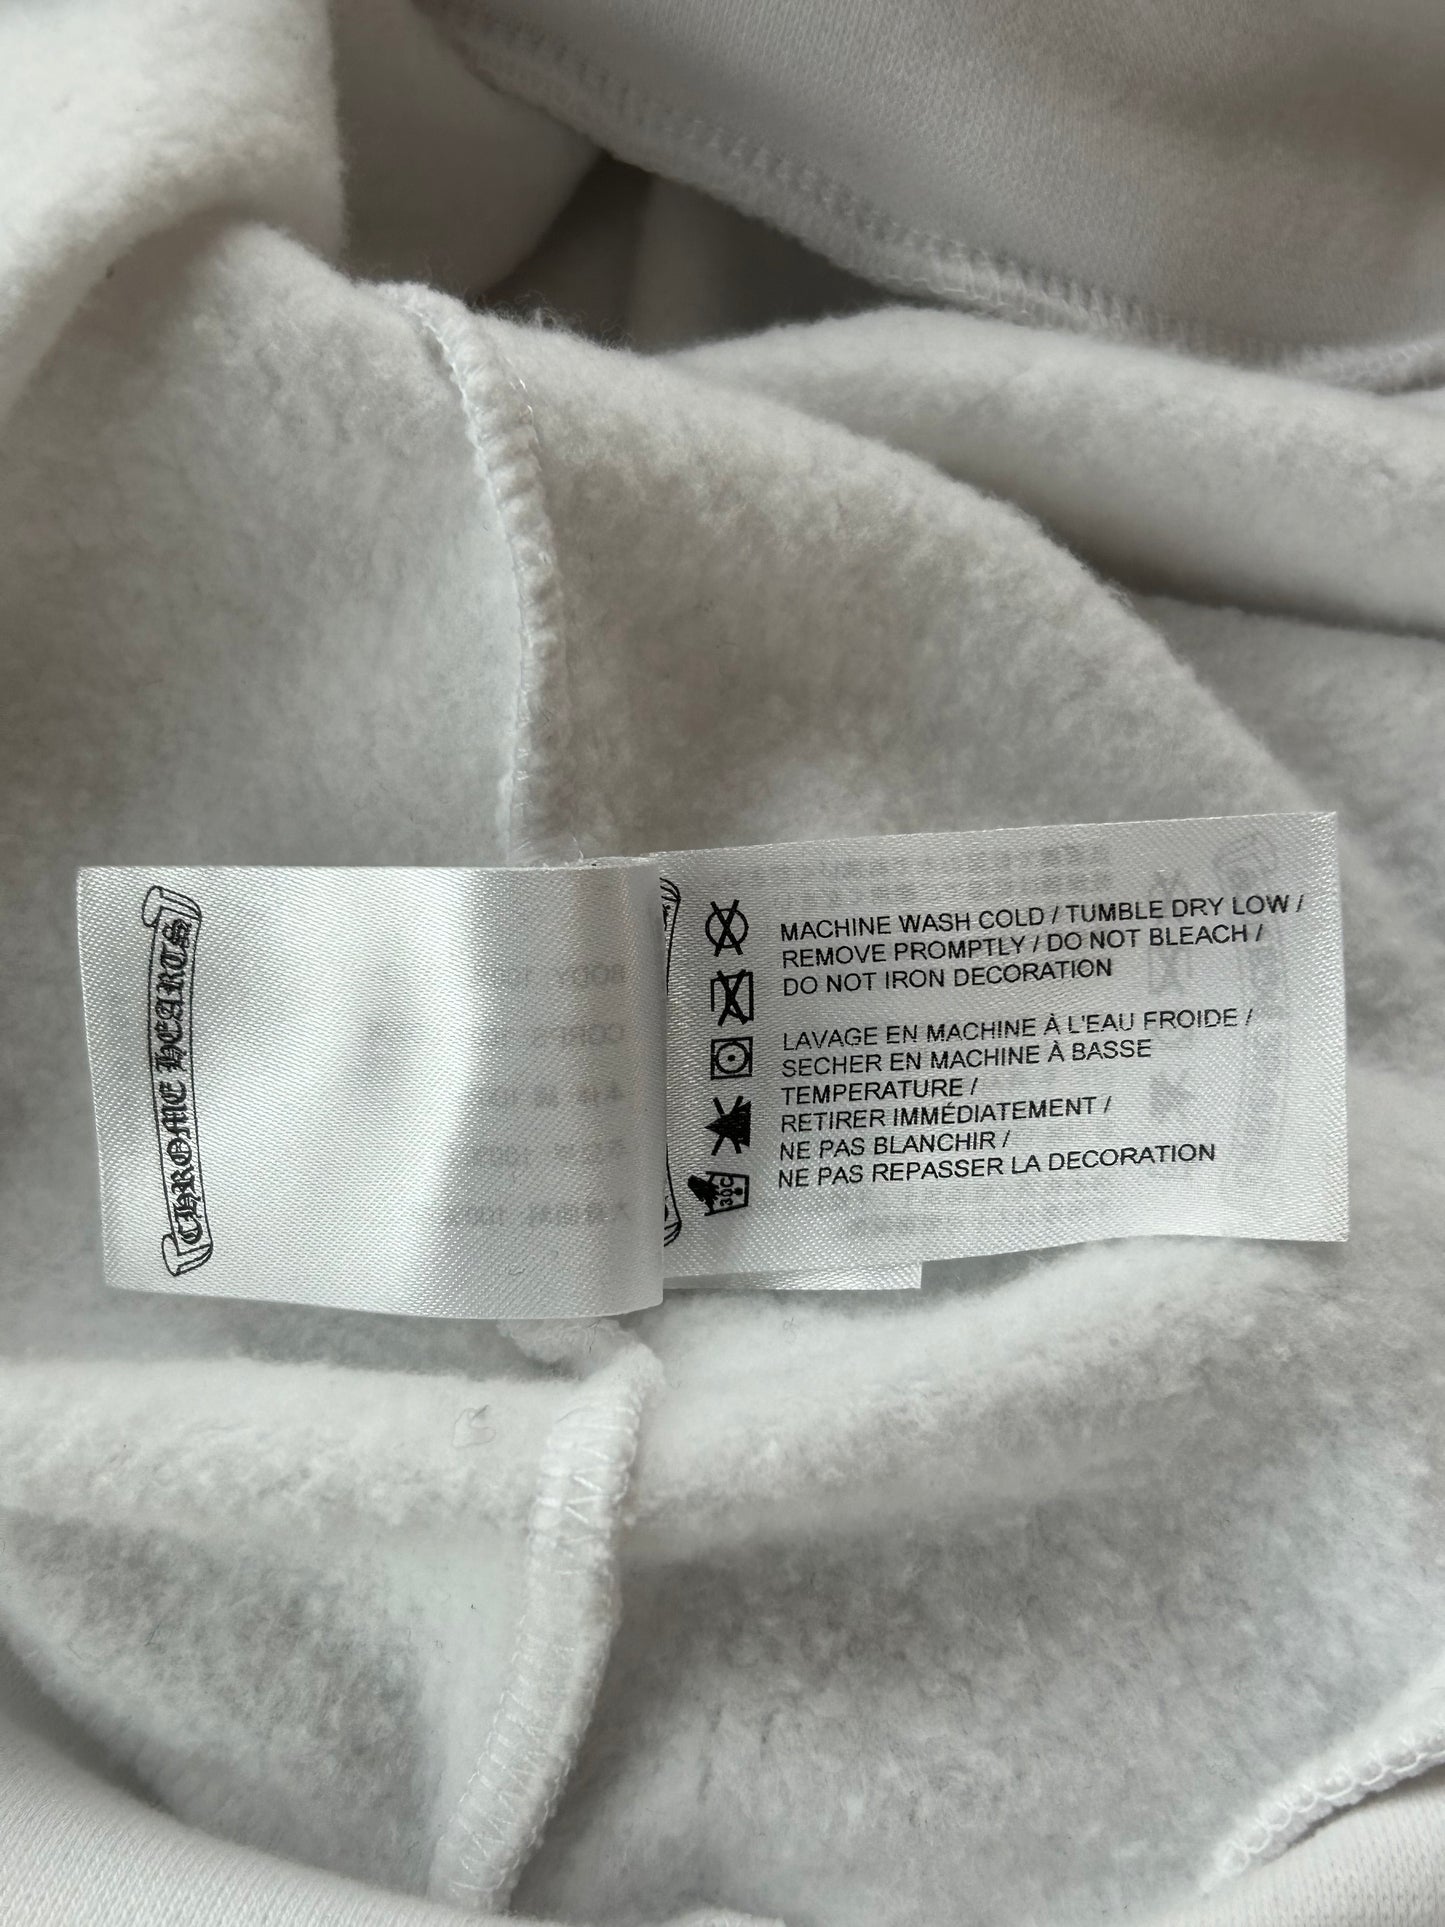 CHROME HEARTS
MACHINE WASH COLD / TUMBLE DRY LOW /
REMOVE PROMPTLY / DO NOT BLEACH /
DO NOT IRON DECORATION
LAVAGE EN MACHINE À L'EAU FROIDE /
SECHER EN MACHINE À BASSE
TEMPERATURE /
RETIRER IMMÉDIATEMENT /
NE PAS BLANCHIR /
NE PAS REPASSER LA DECORATION
30C